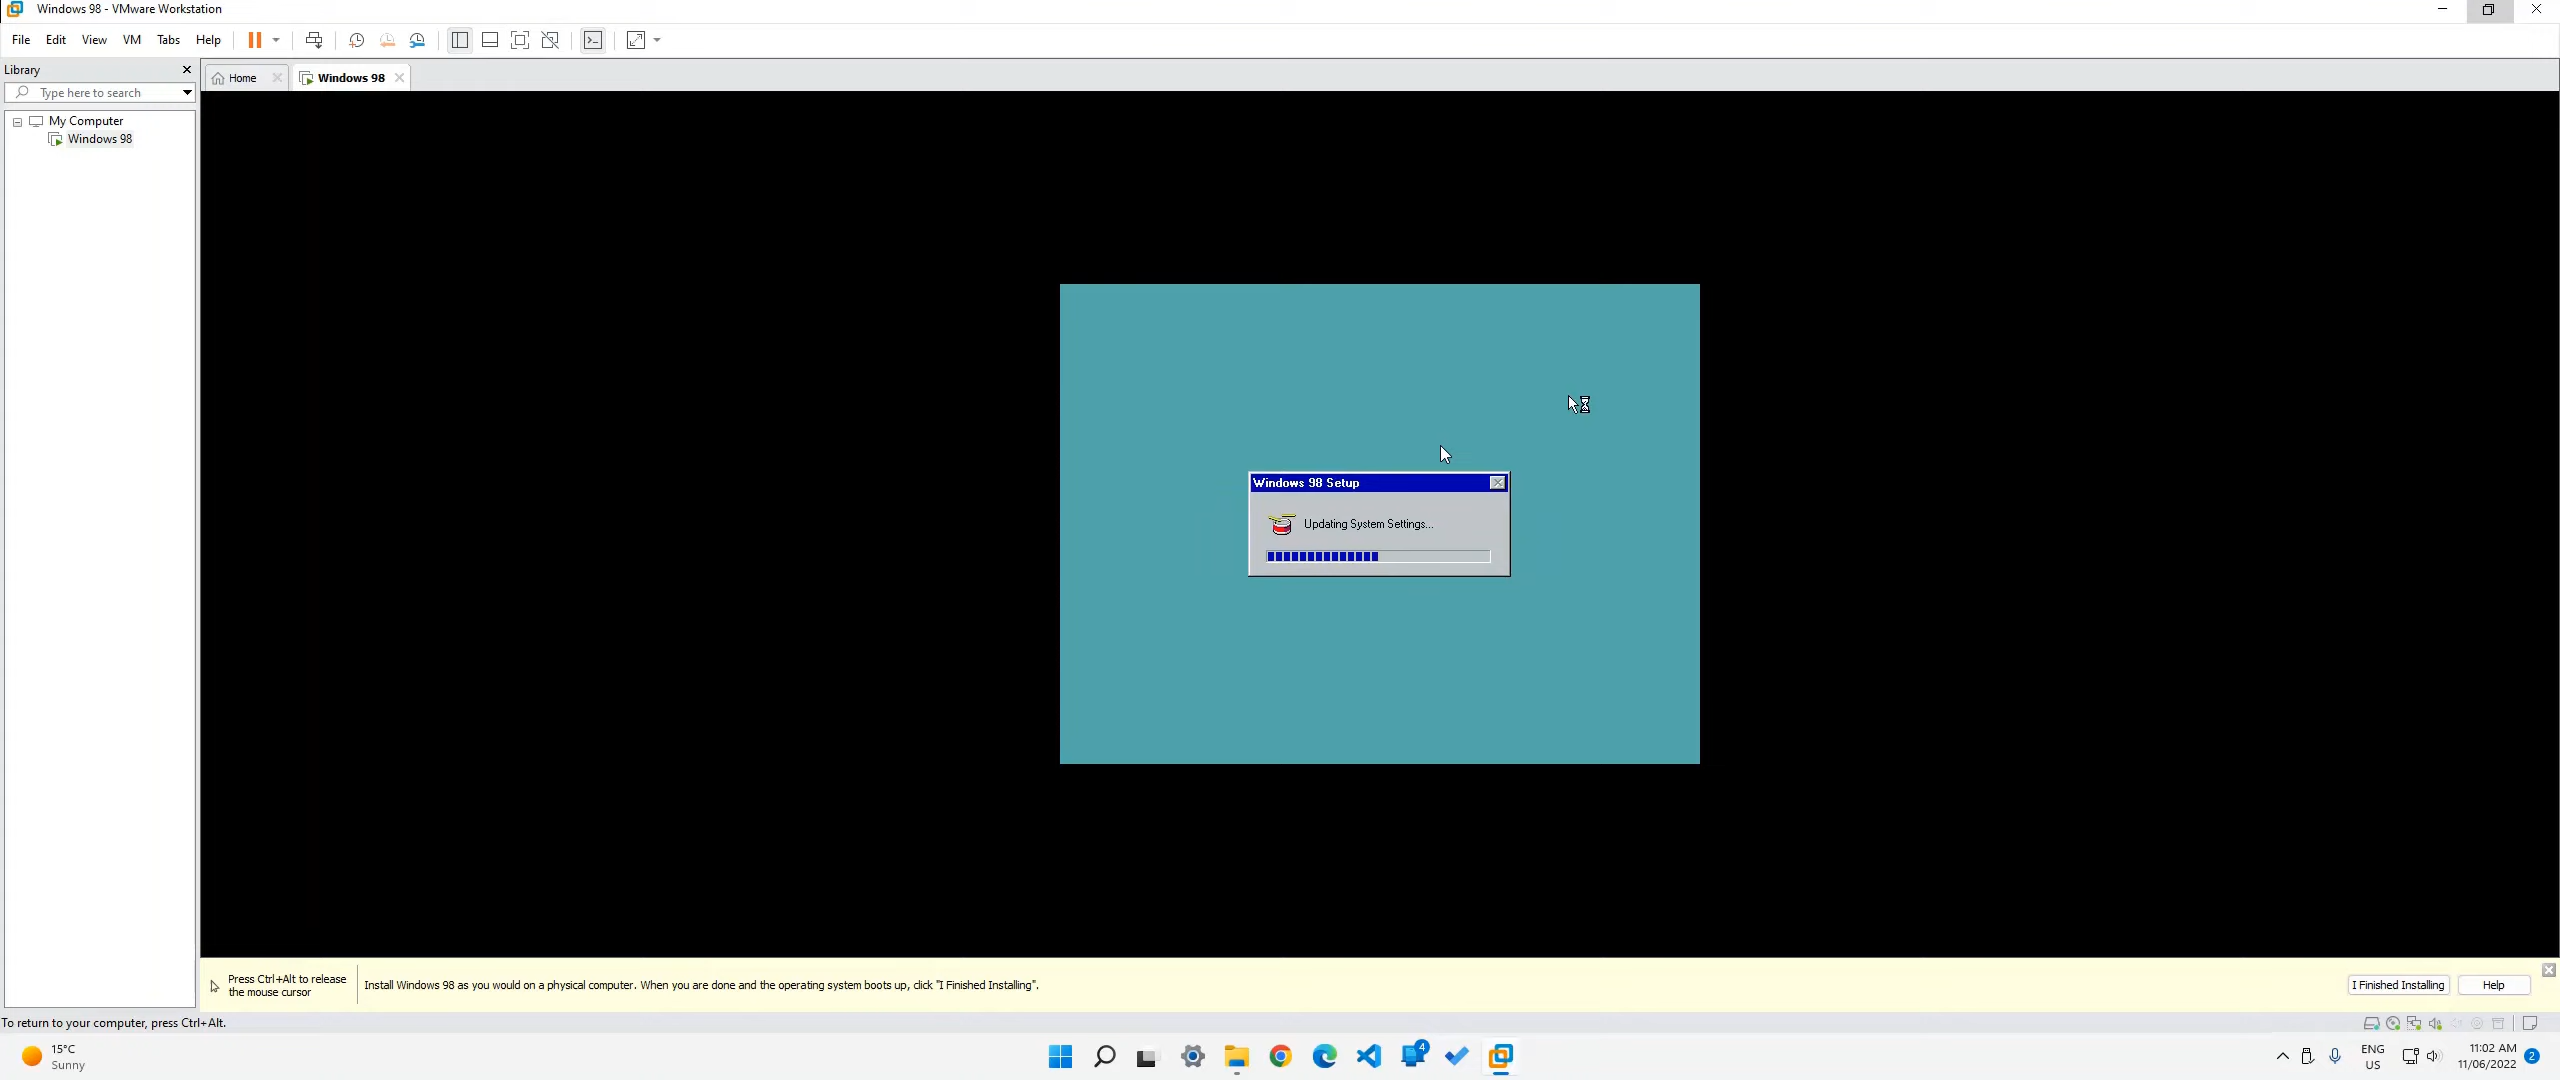 Windows 98 - VMware Workstation
File Edit View VM Tabs Help
Library
Home
Windows 98
Type here to search
My Computer
Windows 98
Windows 98 Setup
Updating System Settings...
Press Ctrl+Alt to release
the mouse cursor
Install Windows 98 as you would on a physical computer. When you are done and the operating system boots up, click "I Finished Installing".
I Finished Installing
Help
To return to your computer, press Ctrl+Alt.
15°C
Sunny
4
ENG
US
11:02 AM
11/06/2022
2